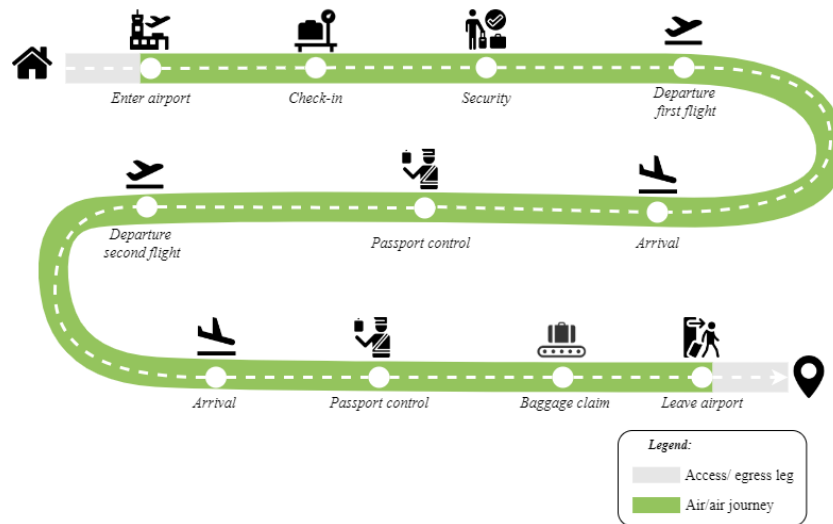 Enter airport
Check-in
Security
Departure
first flight
Departure
second flight
Passport control
Arrival
Arrival
Passport control
Baggage claim
Leave airport
Legend:
Access/ egress leg
Air/air journey